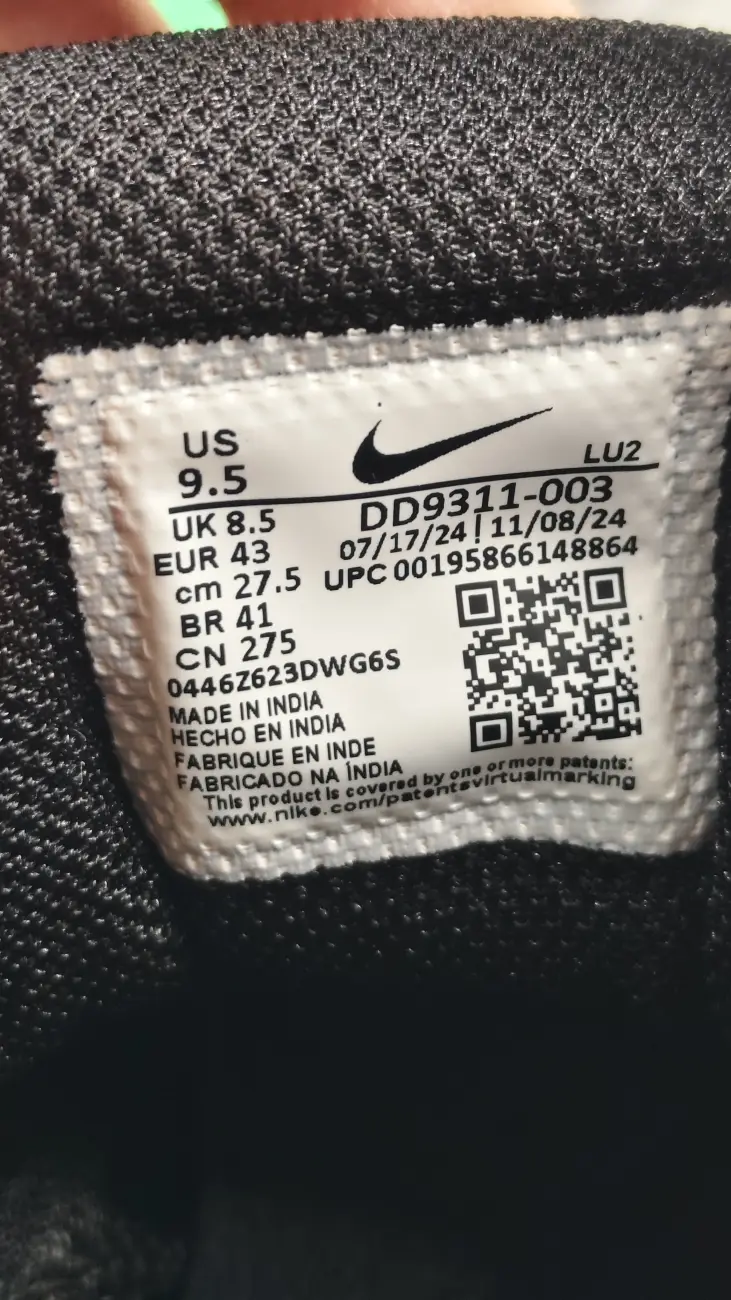 US
9.5
LU2
UK 8.5
EUR 43
cm 27.5
BR 41
CN 275
DD9311-003
07/17/24 | 11/08/24
UPC 00195866148864
0446Z623DWG6S
MADE IN INDIA
HECHO EN INDIA
FABRIQUE EN INDE
FABRICADO NA ÍNDIA
This product is covered by one or more patents:
www.nike.com/patentsvirtualmarking